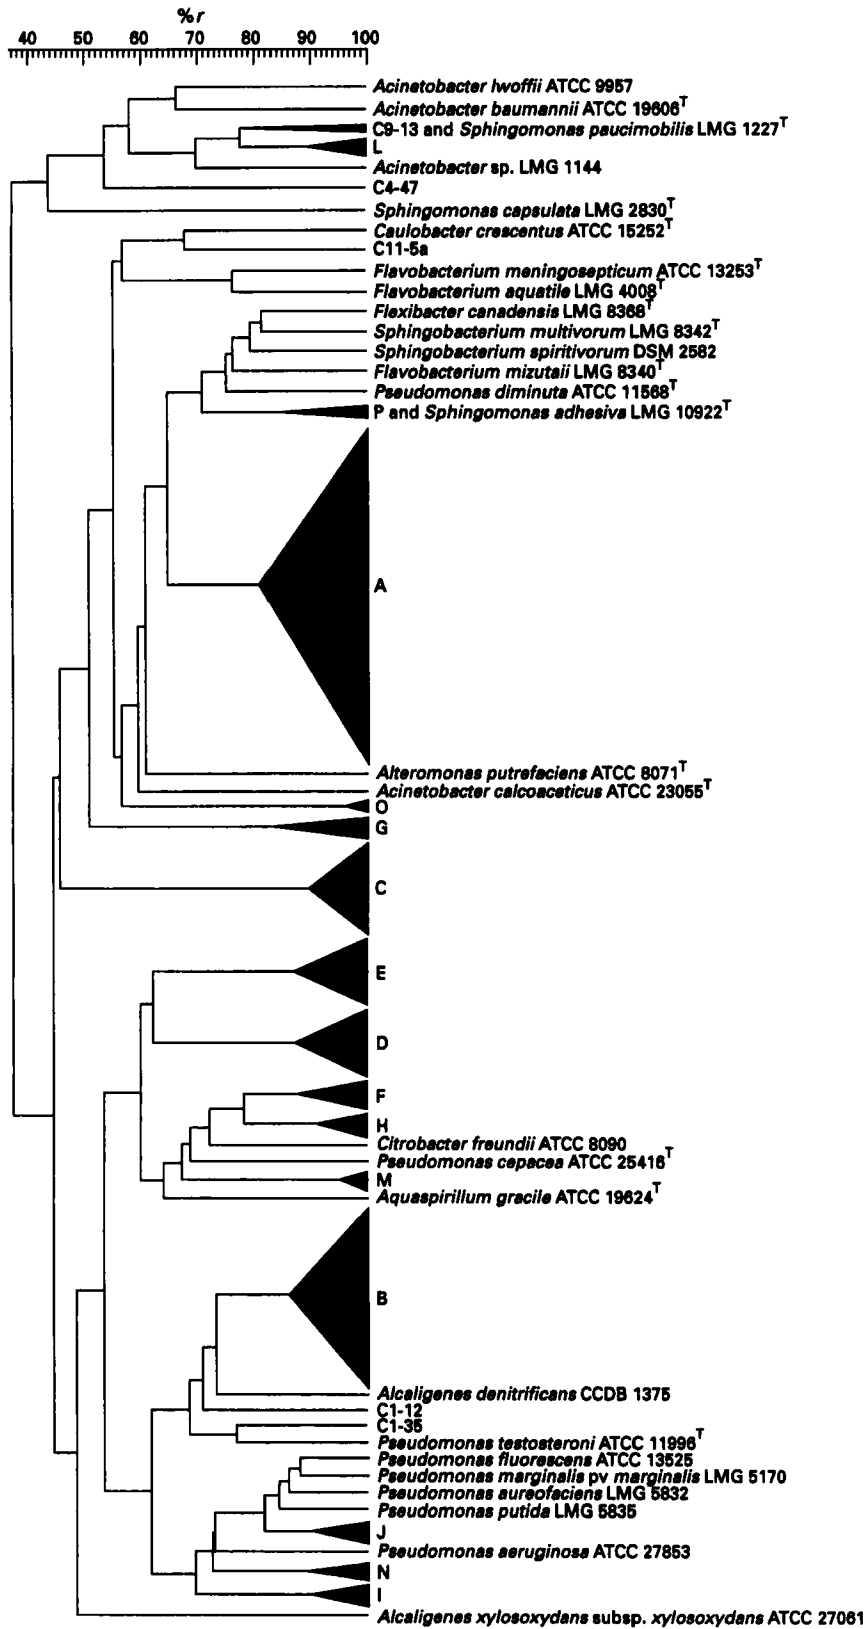 %r
40 50 60 70 80 90 100
Acinetobacter lwoffii ATCC 9957
Acinetobacter baumannii ATCC 19606T
C9-13 and Sphingomonas paucimobilis LMG 1227T
L
Acinetobacter sp. LMG 1144
C4-47
Sphingomonas capsulata LMG 2830T
Caulobacter crescentus ATCC 15252T
C11-5a
Flavobacterium meningosepticum ATCC 13253T
Flavobacterium aquatile LMG 4008T
Flexibacter canadensis LMG 8368T
Sphingobacterium multivorum LMG 8342T
Sphingobacterium spiritivorum DSM 2582
Flavobacterium mizutaii LMG 8340T
Pseudomonas diminuta ATCC 11568T
P and Sphingomonas adhesiva LMG 10922T
A
Alteromonas putrefaciens ATCC 8071T
Acinetobacter calcoaceticus ATCC 23055T
O
G
C
E
D
F
H
Citrobacter freundii ATCC 8090
Pseudomonas cepacea ATCC 25416T
M
Aquaspirillum gracile ATCC 19624T
B
Alcaligenes denitrificans CCDB 1375
C1-12
C1-35
Pseudomonas testosteroni ATCC 11996T
Pseudomonas fluorescens ATCC 13525
Pseudomonas marginalis pv marginalis LMG 5170
Pseudomonas aureofaciens LMG 5832
Pseudomonas putida LMG 5835
J
Pseudomonas aeruginosa ATCC 27853
N
I
Alcaligenes xylosoxydans subsp. xylosoxydans ATCC 27061